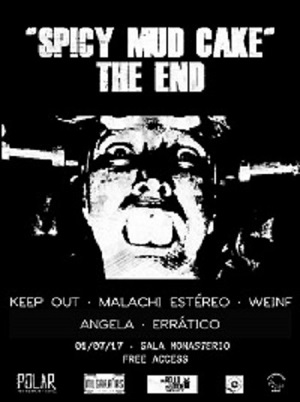 "SPICY MUD CAKE"
THE END
KEEP OUT · MALACHI ESTÉREO · WEINF
ANGELA · ERRÁTICO
01/07/17 · SALA MONASTERIO
FREE ACCESS
POLAR